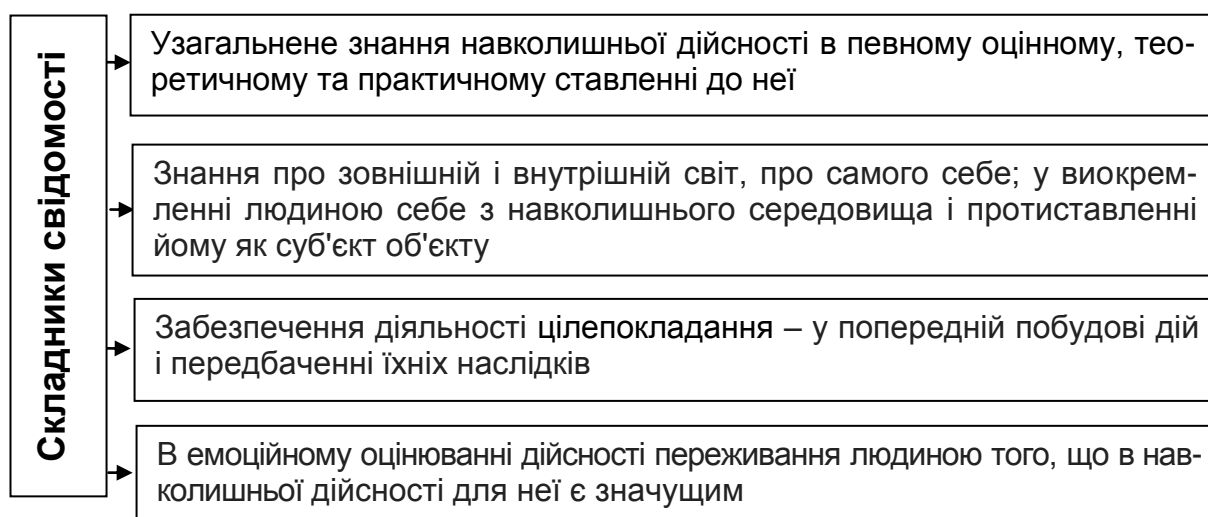 Складники свідомості
Узагальнене знання навколишньої дійсності в певному оцінному, тео-
ретичному та практичному ставленні до неї
Знання про зовнішній і внутрішній світ, про самого себе; у виокрем-
ленні людиною себе з навколишнього середовища і протиставленні
йому як суб'єкт об'єкту
Забезпечення діяльності цілепокладання – у попередній побудові дій
і передбаченні їхніх наслідків
В емоційному оцінюванні дійсності переживання людиною того, що в нав-
колишньої дійсності для неї є значущим